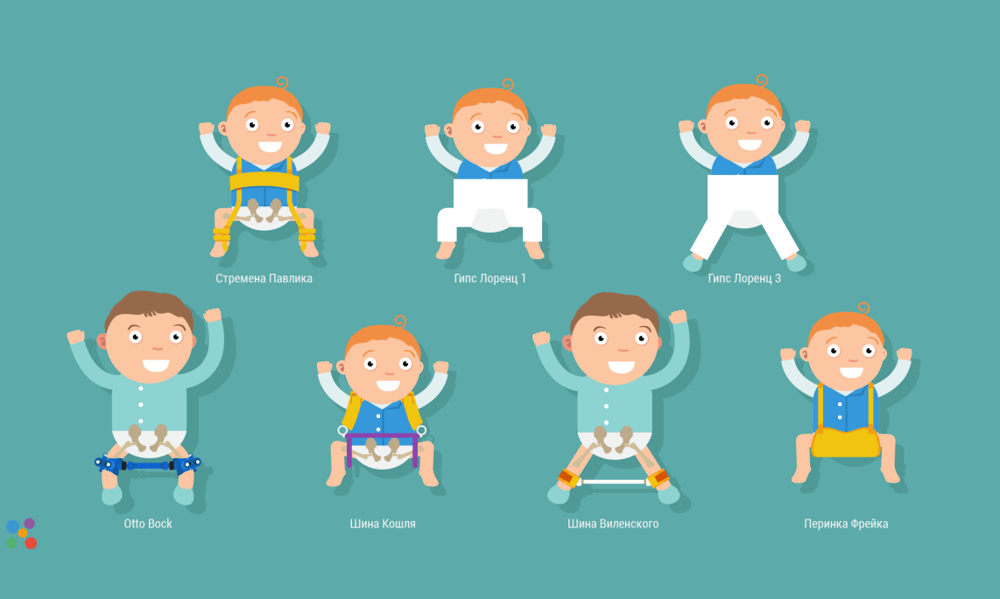 Стремена Павлика
Гипс Лоренц 1
Гипс Лоренц 3
Otto Bock
Шина Кошля
Шина Виленского
Перинка Фрейка